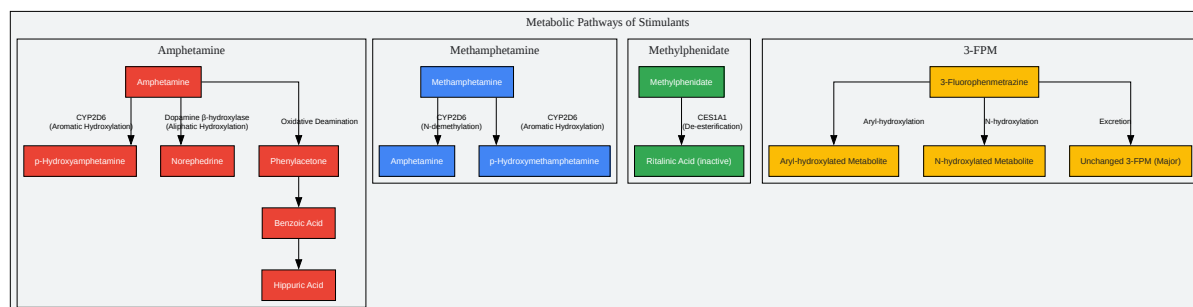 Metabolic Pathways of Stimulants
Amphetamine
Amphetamine
CYP2D6
(Aromatic Hydroxylation)
Dopamine β-hydroxylase
(Aliphatic Hydroxylation)
Oxidative Deamination
p-Hydroxyamphetamine
Norephedrine
Phenylacetone
Benzoic Acid
Hippuric Acid
Methamphetamine
Methamphetamine
CYP2D6
(N-demethylation)
CYP2D6
(Aromatic Hydroxylation)
Amphetamine
p-Hydroxymethamphetamine
Methylphenidate
Methylphenidate
CES1A1
(De-esterification)
Ritalinic Acid (inactive)
3-FPM
3-Fluorophenmetrazine
Aryl-hydroxylation
N-hydroxylation
Excretion
Aryl-hydroxylated Metabolite
N-hydroxylated Metabolite
Unchanged 3-FPM (Major)